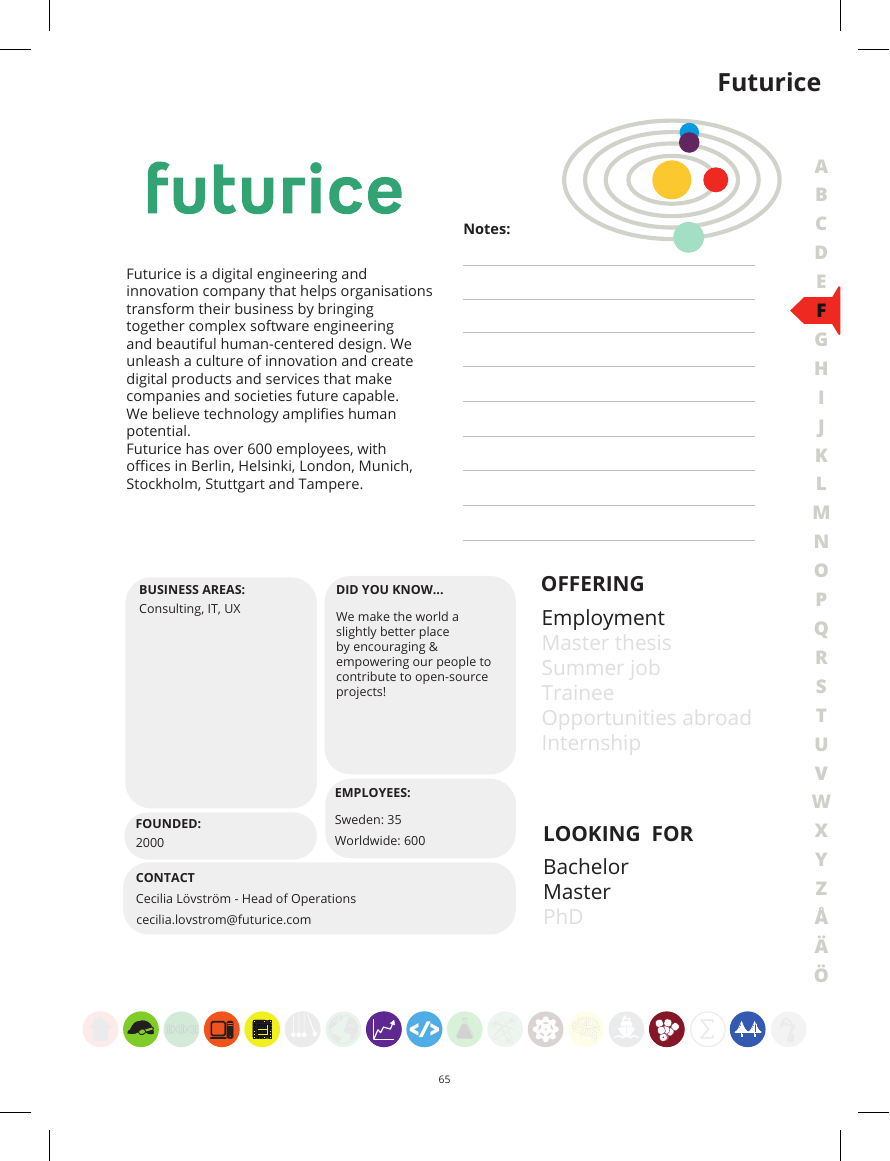 Futurice
futurice
Notes:
Futurice is a digital engineering and
innovation company that helps organisations
transform their business by bringing
together complex software engineering
and beautiful human-centered design. We
unleash a culture of innovation and create
digital products and services that make
companies and societies future capable.
We believe technology amplifies human
potential.
Futurice has over 600 employees, with
offices in Berlin, Helsinki, London, Munich,
Stockholm, Stuttgart and Tampere.
BUSINESS AREAS:
Consulting, IT, UX
DID YOU KNOW...
We make the world a
slightly better place
by encouraging &
empowering our people to
contribute to open-source
projects!
EMPLOYEES:
Sweden: 35
Worldwide: 600
FOUNDED:
2000
CONTACT
Cecilia Lövström - Head of Operations
cecilia.lovstrom@futurice.com
OFFERING
Employment
Master thesis
Summer job
Trainee
Opportunities abroad
Internship
LOOKING FOR
Bachelor
Master
PhD
A
B
C
D
E
F
G
H
I
J
K
L
M
N
O
P
Q
R
S
T
U
V
W
X
Y
Z
Å
Ä
Ö
</>
Σ
65